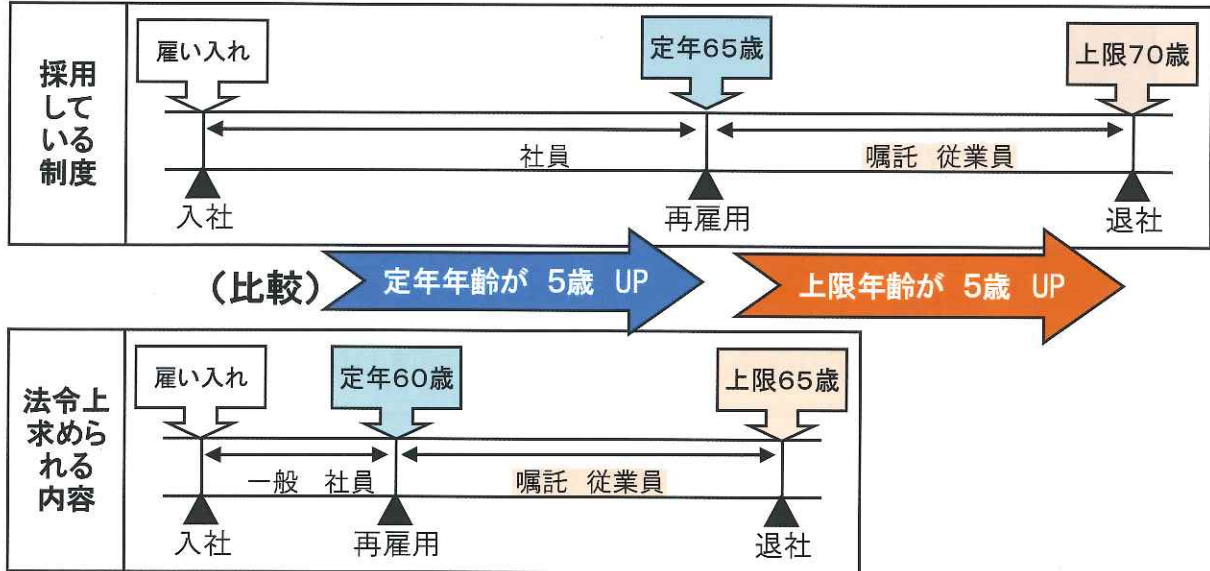 採用
して
いる
制度
雇い入れ
定年65歳
上限70歳
社員
嘱託 従業員
入社
再雇用
退社
(比較)
定年年齢が 5歳 UP
上限年齢が 5歳 UP
法令上
求めら
れる
内容
雇い入れ
定年60歳
上限65歳
一般 社員
嘱託 従業員
入社
再雇用
退社